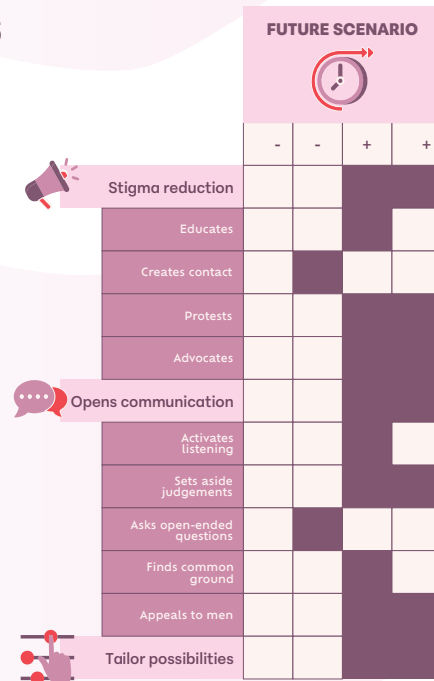 FUTURE SCENARIO
- - + +
Stigma reduction
Educates
Creates contact
Protests
Advocates
Opens communication
Activates
listening
Sets aside
judgements
Asks open-ended
questions
Finds common
ground
Appeals to men
Tailor possibilities